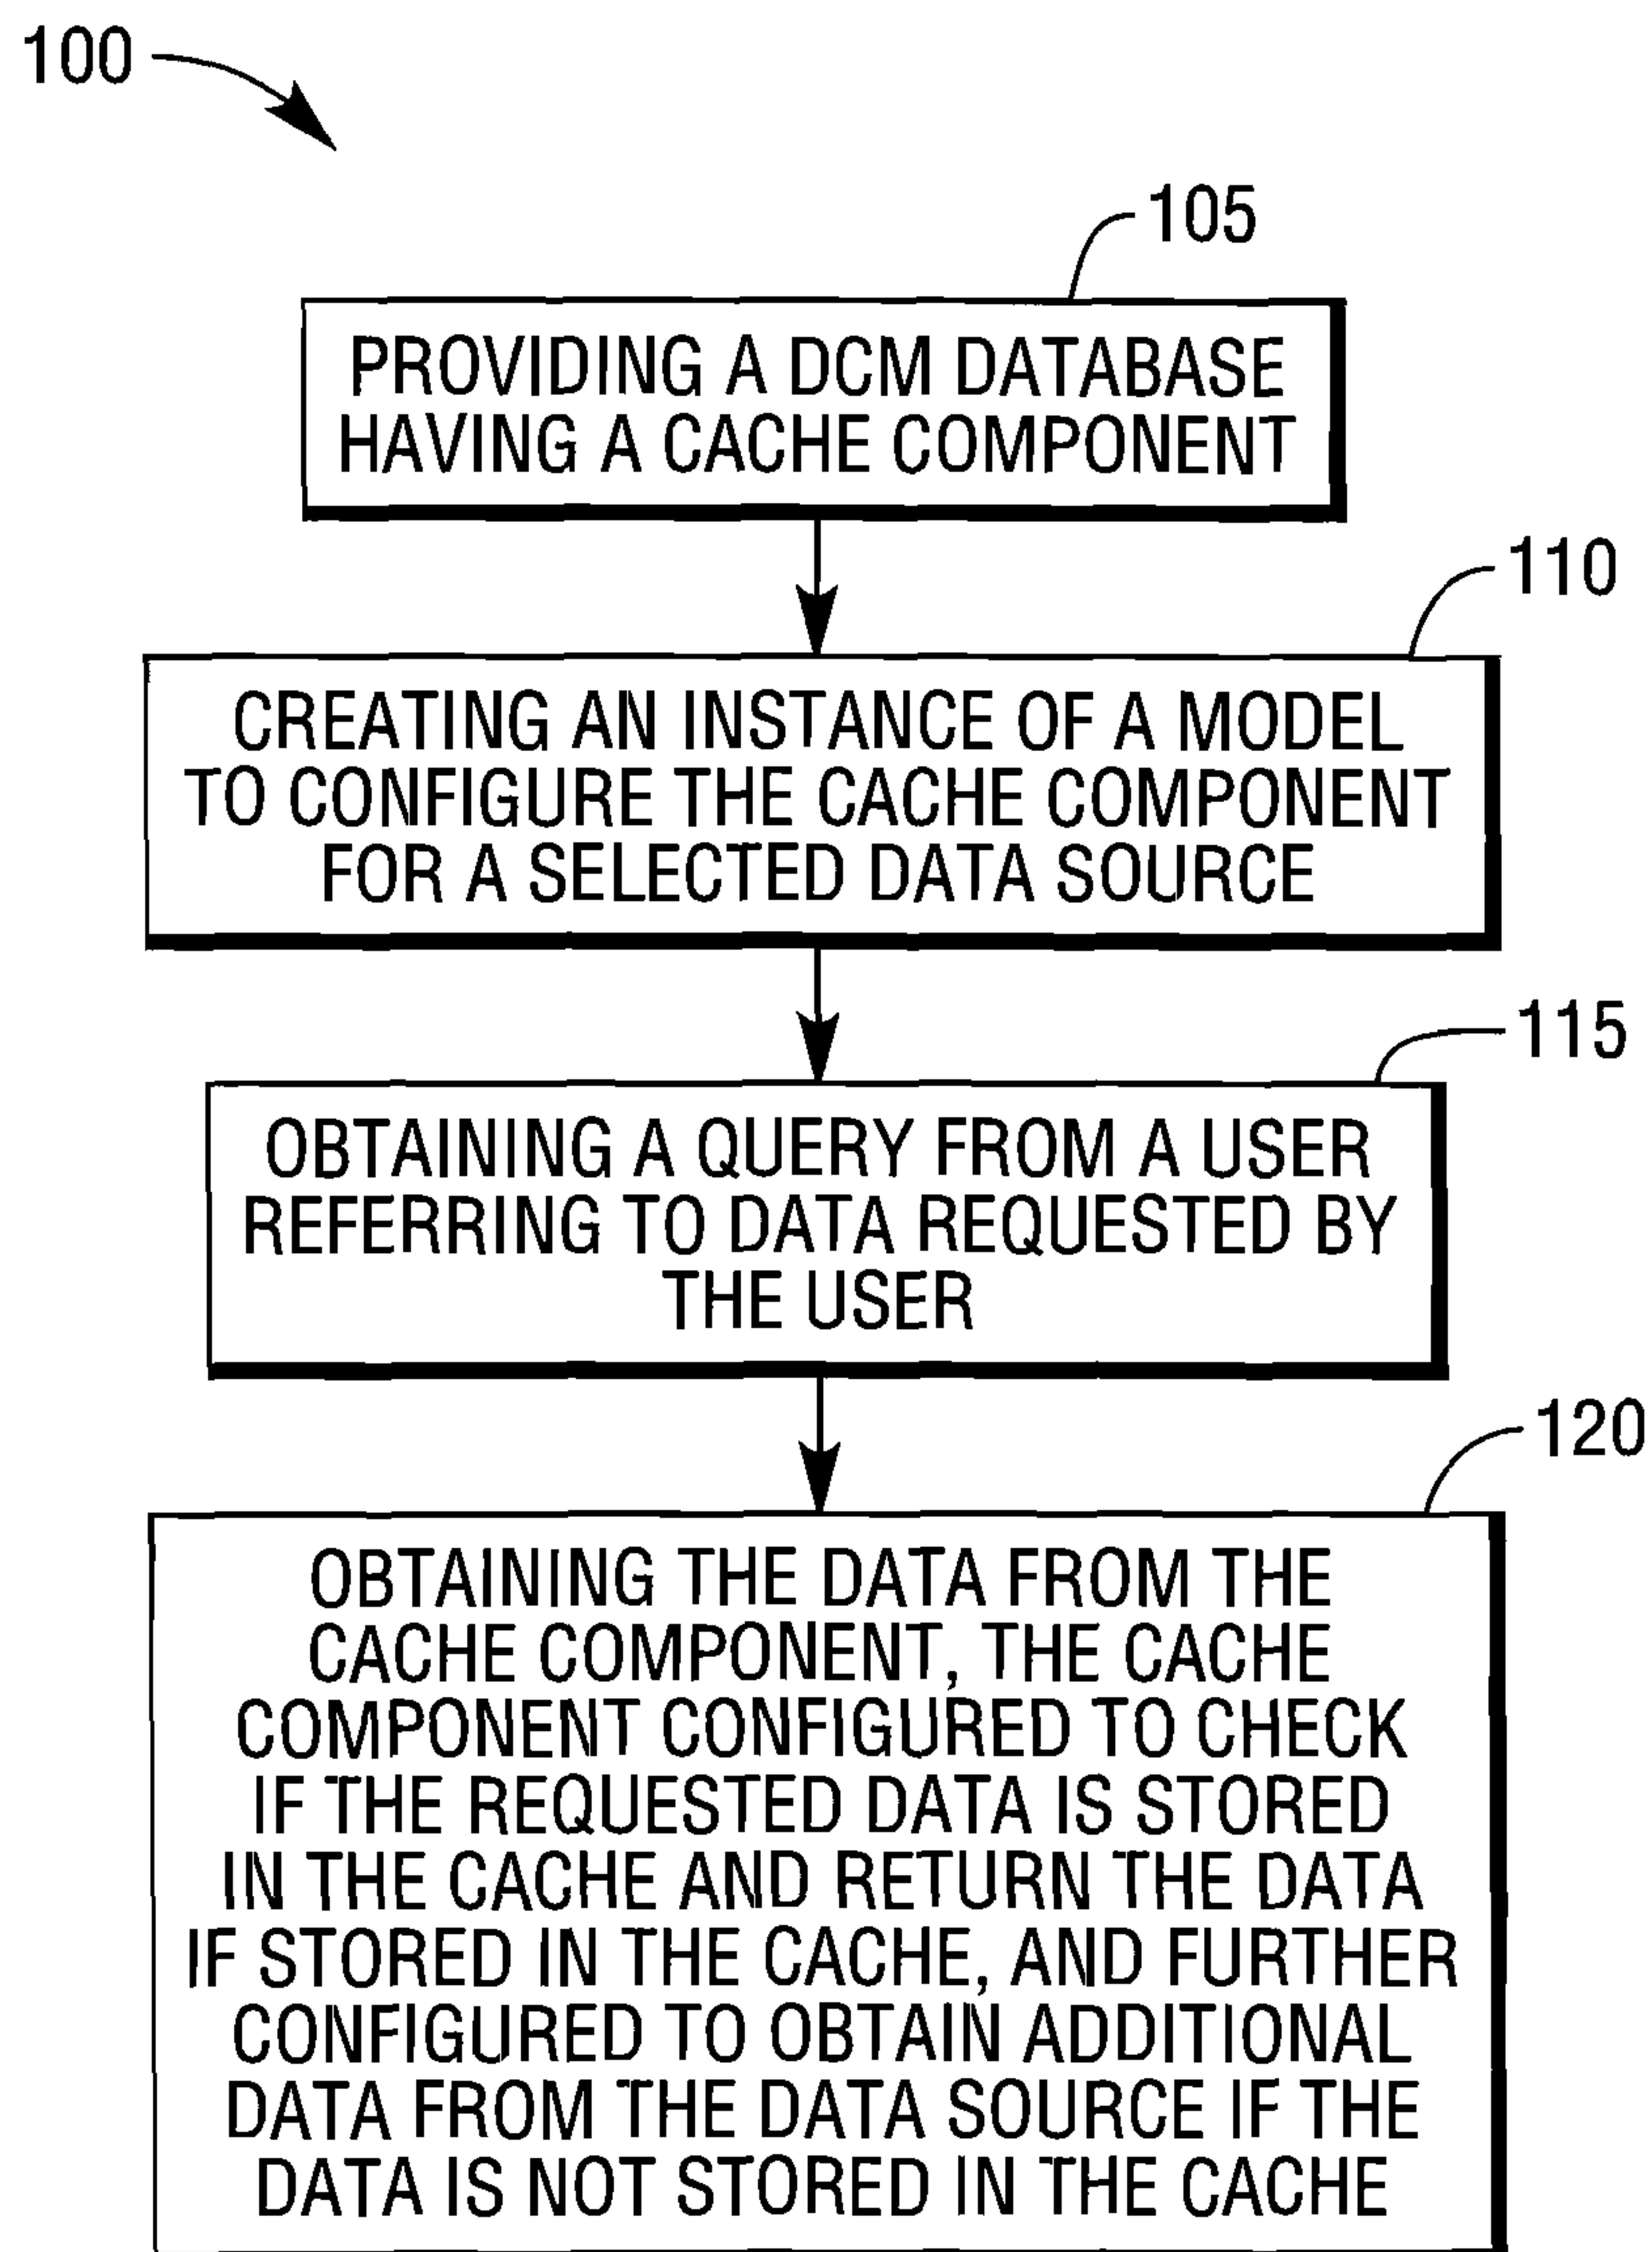 100
105
PROVIDING A DCM DATABASE
HAVING A CACHE COMPONENT
110
CREATING AN INSTANCE OF A MODEL
TO CONFIGURE THE CACHE COMPONENT
FOR A SELECTED DATA SOURCE
115
OBTAINING A QUERY FROM A USER
REFERRING TO DATA REQUESTED BY
THE USER
120
OBTAINING THE DATA FROM THE
CACHE COMPONENT, THE CACHE
COMPONENT CONFIGURED TO CHECK
IF THE REQUESTED DATA IS STORED
IN THE CACHE AND RETURN THE DATA
IF STORED IN THE CACHE, AND FURTHER
CONFIGURED TO OBTAIN ADDITIONAL
DATA FROM THE DATA SOURCE IF THE
DATA IS NOT STORED IN THE CACHE